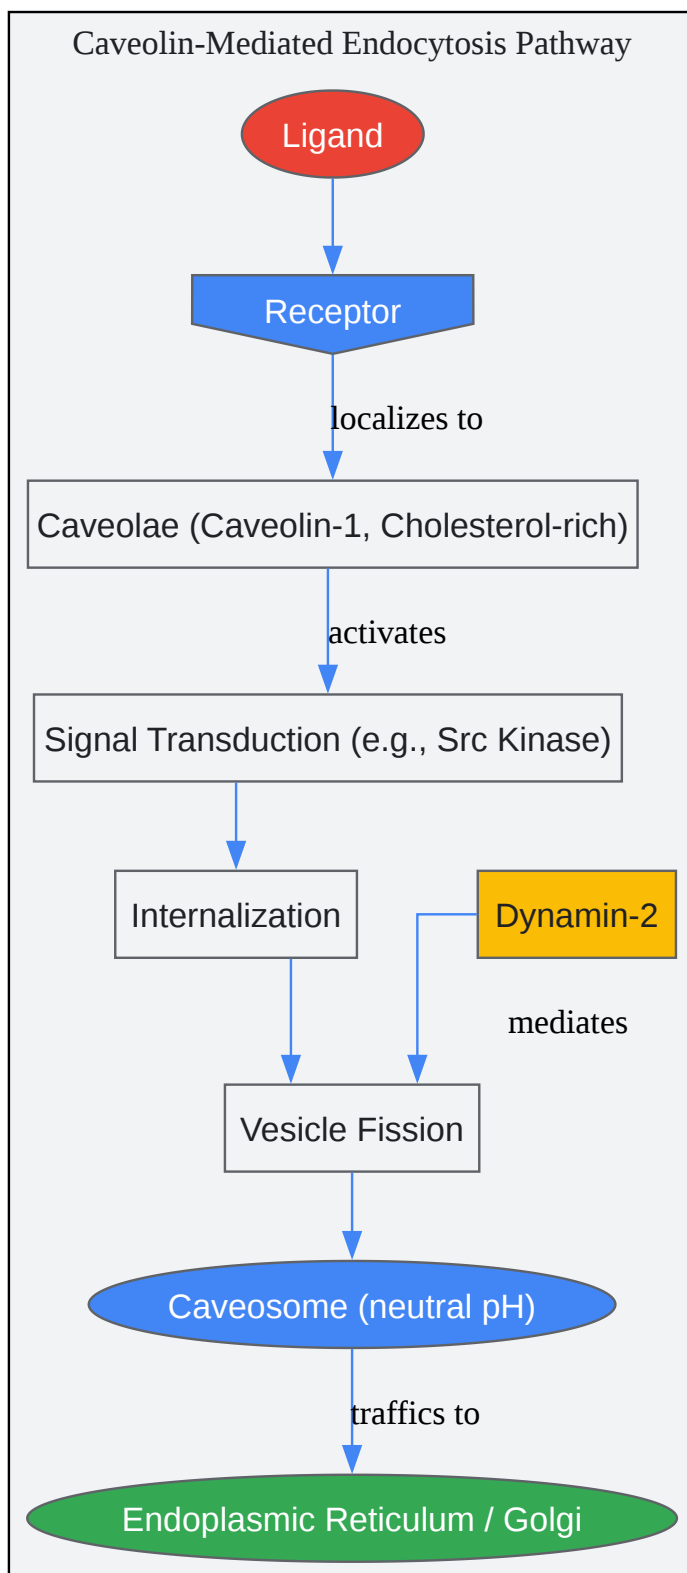 Caveolin-Mediated Endocytosis Pathway
Ligand
Receptor
localizes to
Caveolae (Caveolin-1, Cholesterol-rich)
activates
Signal Transduction (e.g., Src Kinase)
Internalization
Dynamin-2
mediates
Vesicle Fission
Caveosome (neutral pH)
traffics to
Endoplasmic Reticulum / Golgi